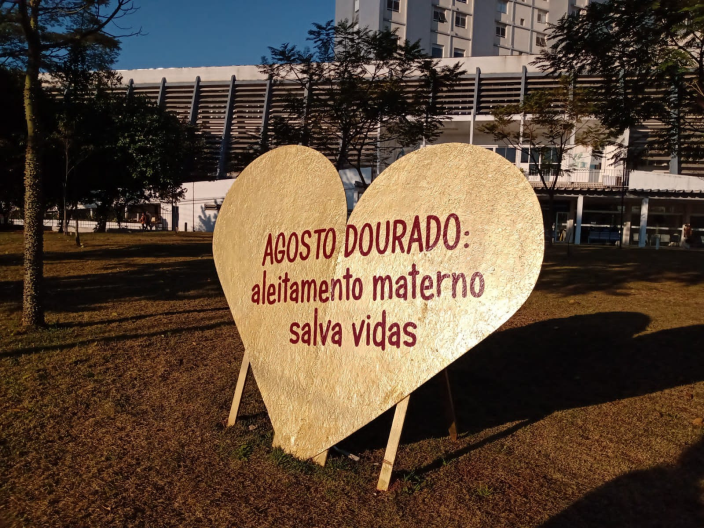 AGOSTO DOURADO:
aleitamento materno
salva vidas